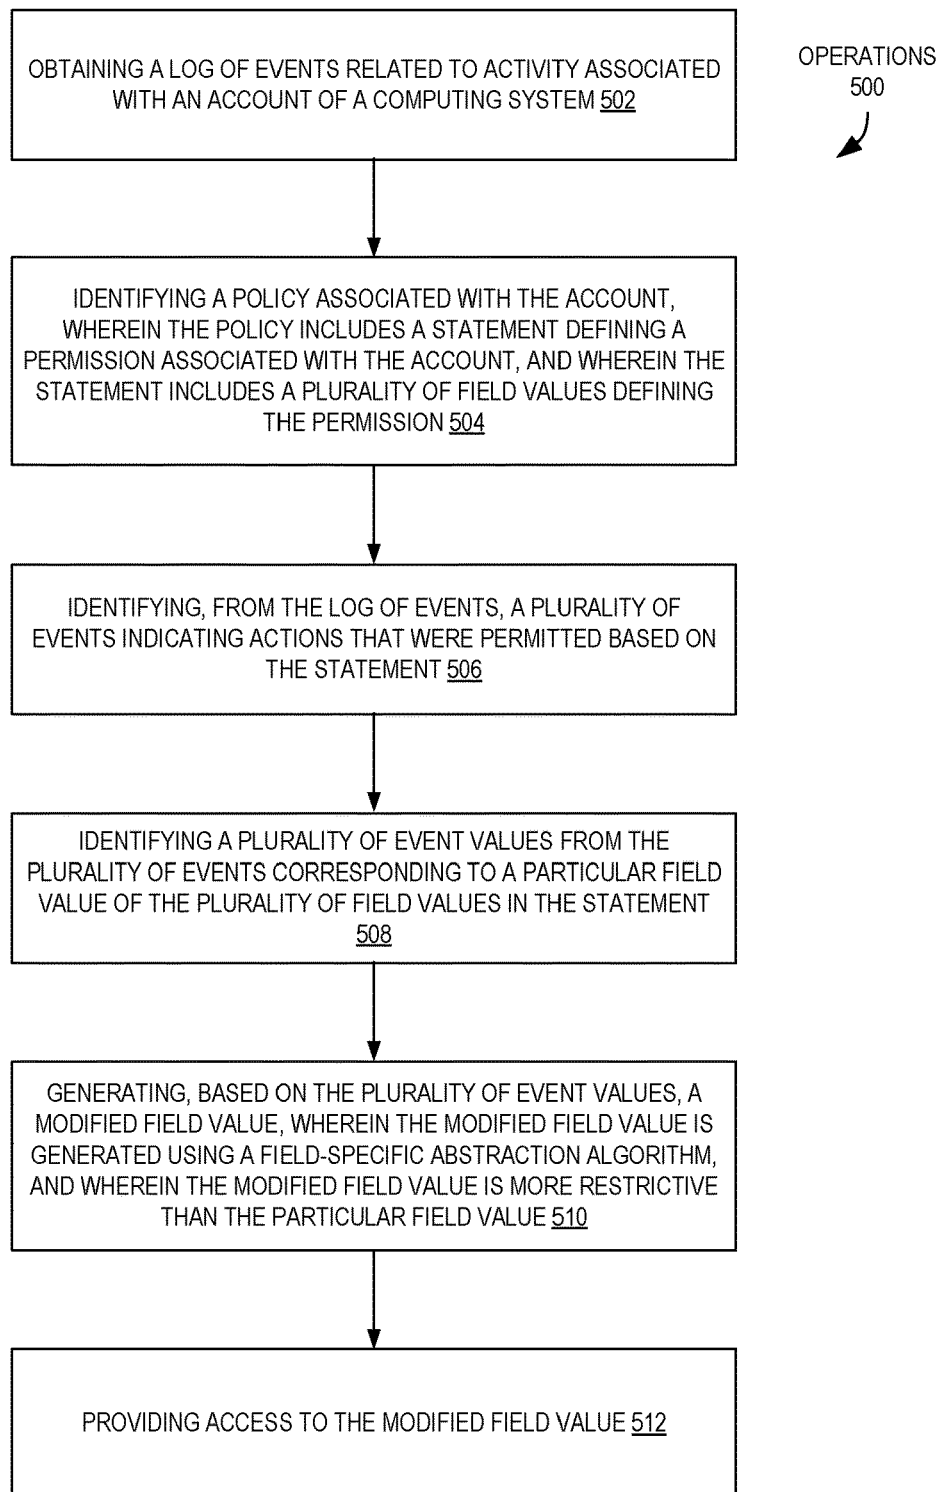 OBTAINING A LOG OF EVENTS RELATED TO ACTIVITY ASSOCIATED
WITH AN ACCOUNT OF A COMPUTING SYSTEM 502
OPERATIONS
500
IDENTIFYING A POLICY ASSOCIATED WITH THE ACCOUNT,
WHEREIN THE POLICY INCLUDES A STATEMENT DEFINING A
PERMISSION ASSOCIATED WITH THE ACCOUNT, AND WHEREIN THE
STATEMENT INCLUDES A PLURALITY OF FIELD VALUES DEFINING
THE PERMISSION 504
IDENTIFYING, FROM THE LOG OF EVENTS, A PLURALITY OF
EVENTS INDICATING ACTIONS THAT WERE PERMITTED BASED ON
THE STATEMENT 506
IDENTIFYING A PLURALITY OF EVENT VALUES FROM THE
PLURALITY OF EVENTS CORRESPONDING TO A PARTICULAR FIELD
VALUE OF THE PLURALITY OF FIELD VALUES IN THE STATEMENT
508
GENERATING, BASED ON THE PLURALITY OF EVENT VALUES, A
MODIFIED FIELD VALUE, WHEREIN THE MODIFIED FIELD VALUE IS
GENERATED USING A FIELD-SPECIFIC ABSTRACTION ALGORITHM,
AND WHEREIN THE MODIFIED FIELD VALUE IS MORE RESTRICTIVE
THAN THE PARTICULAR FIELD VALUE 510
PROVIDING ACCESS TO THE MODIFIED FIELD VALUE 512